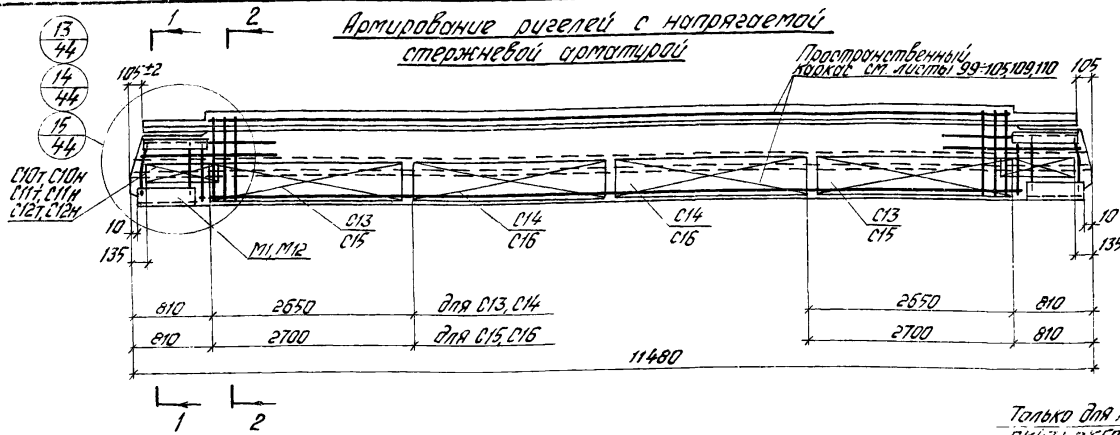 Армирование ригелей с напрягаемой
стержневой арматурой
1
2
13
44
14
44
15
44
105±2
Пространственный
каркас см. листы 99÷105,109,110
105
С10т, С10н
С11т, С11н
С12т, С12н
10
135
М1, М12
С13
С15
С14
С16
С14
С16
С13
С15
10
135
810
2650
для С13, С14
2650
810
810
2700
для С15, С16
2700
810
11480
1
2
Только для